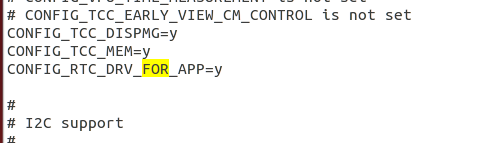 # CONFIG_TCC_EARLY_VIEW_CM_CONTROL is not set
CONFIG_TCC_DISPMG=y
CONFIG_TCC_MEM=y
CONFIG_RTC_DRV_FOR_APP=y
#
# I2C support
#